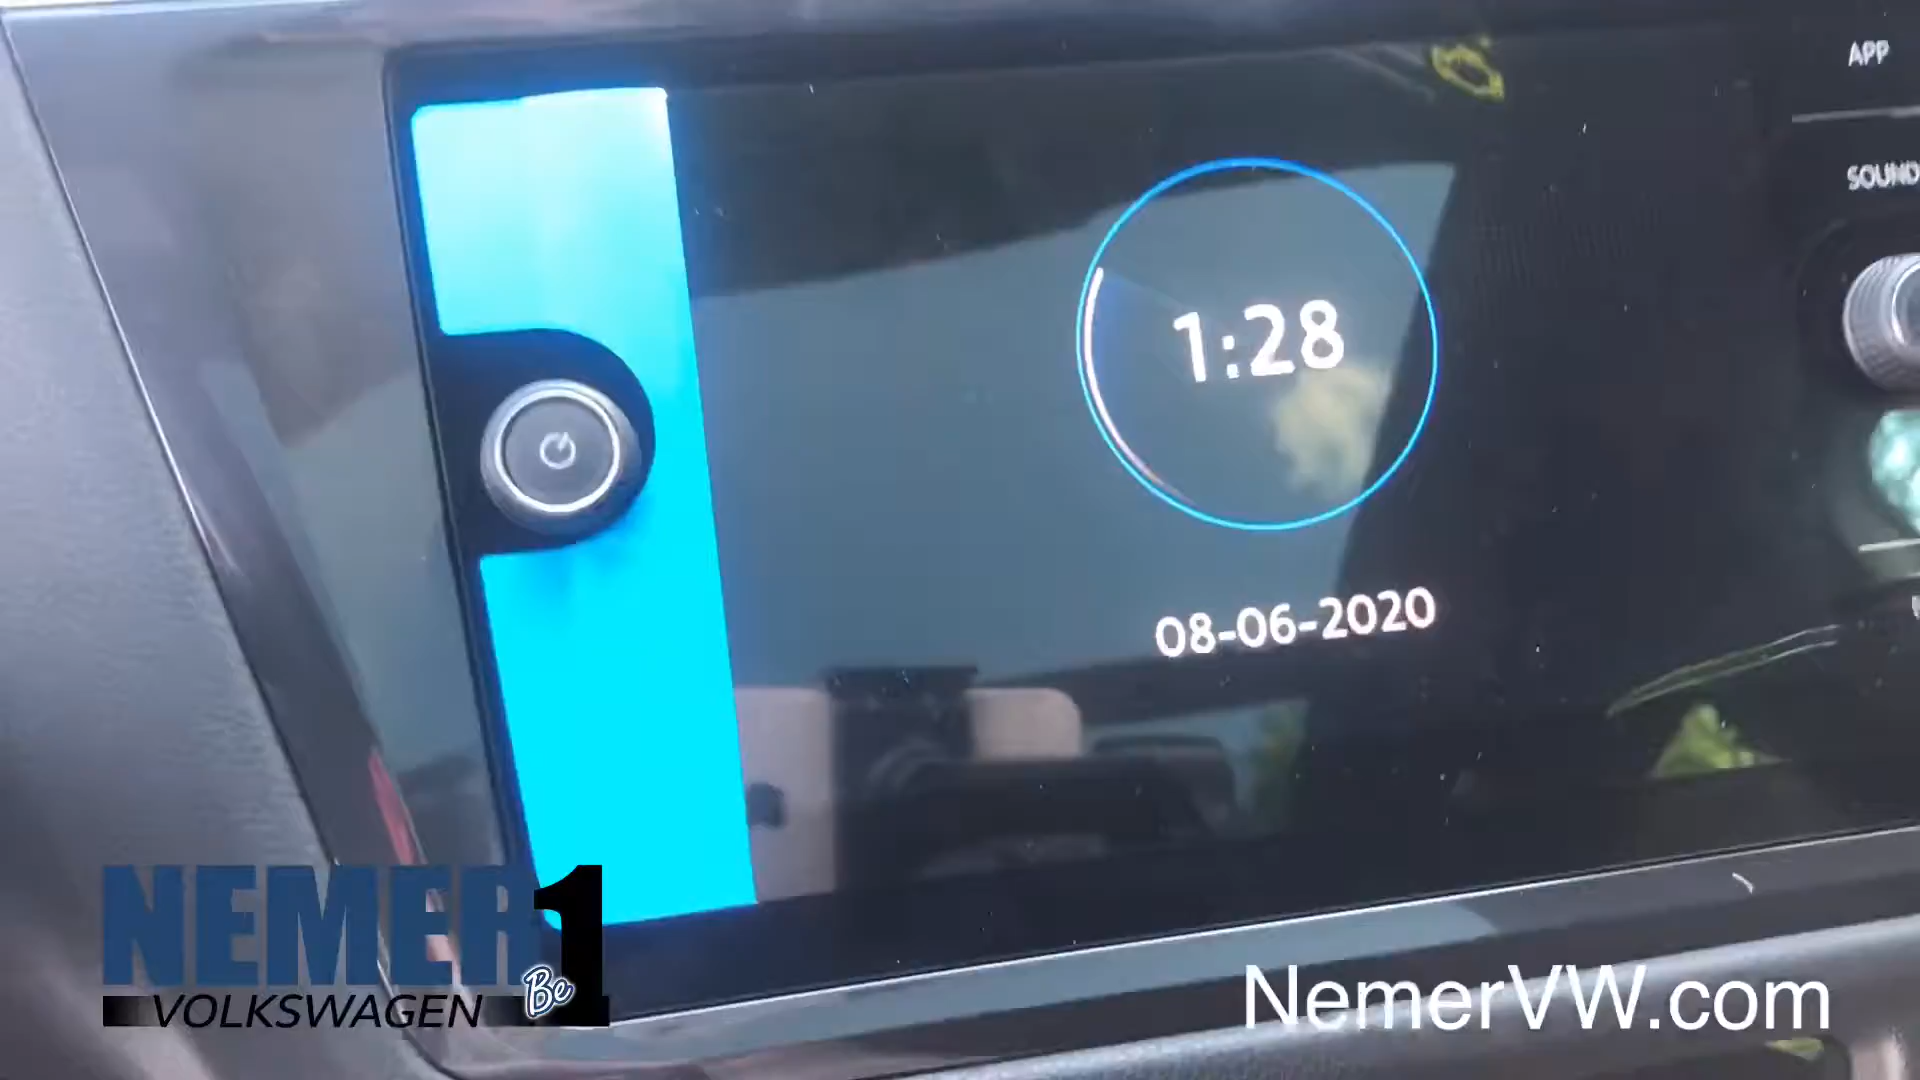 APP
SOUND
1:28
08-06-2020
NEMER
Be 1
VOLKSWAGEN
NemerVW.com